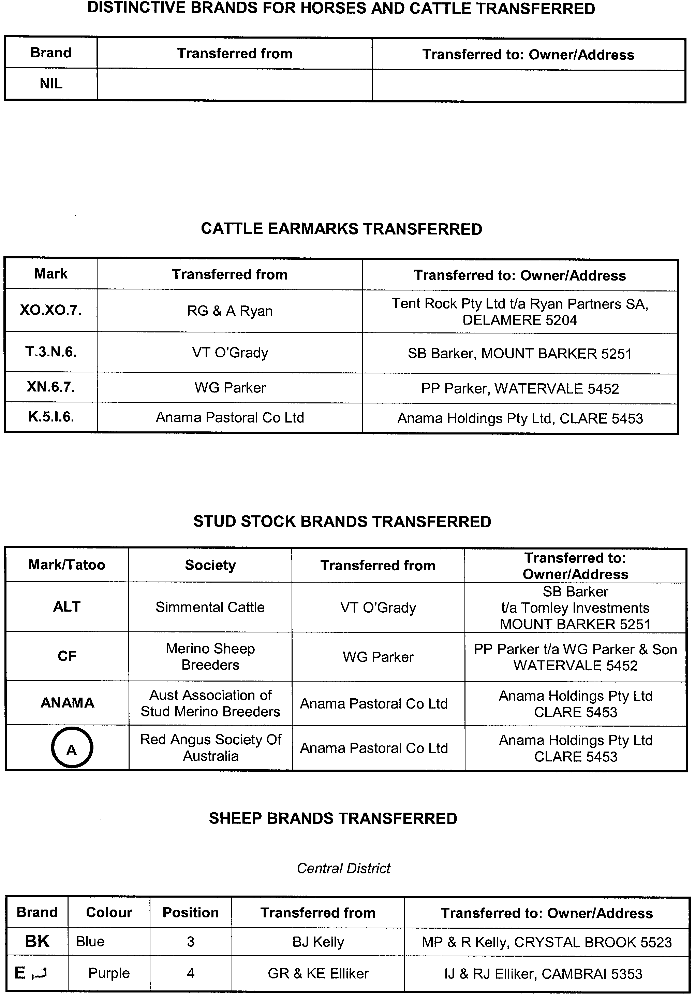 DISTINCTIVE BRANDS FOR HORSES AND CATTLE TRANSFERRED
Brand Transferred from Transferred to: Owner/Address
NIL
CATTLE EARMARKS TRANSFERRED
Mark Transferred from Transferred to: Owner/Address
XO.XO.7. RG & A Ryan Tent Rock Pty Ltd t/a Ryan Partners SA,
DELAMERE 5204
T.3.N.6. VT O'Grady SB Barker, MOUNT BARKER 5251
XN.6.7. WG Parker PP Parker, WATERVALE 5452
K.5.I.6. Anama Pastoral Co Ltd Anama Holdings Pty Ltd, CLARE 5453
STUD STOCK BRANDS TRANSFERRED
Mark/Tatoo Society Transferred from Transferred to:
Owner/Address
ALT Simmental Cattle VT O'Grady SB Barker
t/a Tomley Investments
MOUNT BARKER 5251
CF Merino Sheep
Breeders WG Parker PP Parker t/a WG Parker & Son
WATERVALE 5452
ANAMA Aust Association of
Stud Merino Breeders Anama Pastoral Co Ltd Anama Holdings Pty Ltd
CLARE 5453
A Red Angus Society Of
Australia Anama Pastoral Co Ltd Anama Holdings Pty Ltd
CLARE 5453
SHEEP BRANDS TRANSFERRED
Central District
Brand Colour Position Transferred from Transferred to: Owner/Address
BK Blue 3 BJ Kelly MP & R Kelly, CRYSTAL BROOK 5523
E Purple 4 GR & KE Elliker IJ & RJ Elliker, CAMBRAI 5353